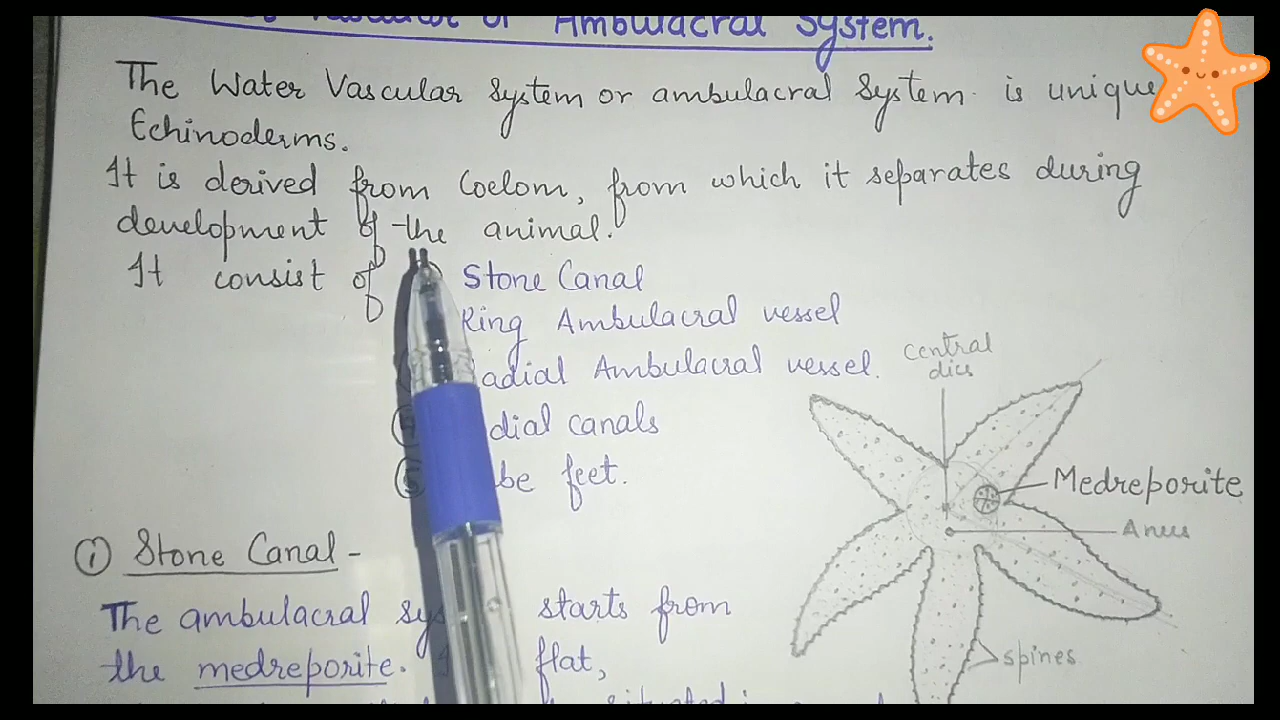 Ambulacral System.
The Water Vascular System or ambulacral System is unique
Echinoderms.
It is derived from Coelom, from which it separates during
development of the animal.
It consist of Stone Canal
Ring Ambulacral vessel
adial Ambulacral vessel.
dial canals
be feet.
Central
dics
Medreporite
Anus
spines
① Stone Canal -
The ambulacral starts from
the medreporite. flat,